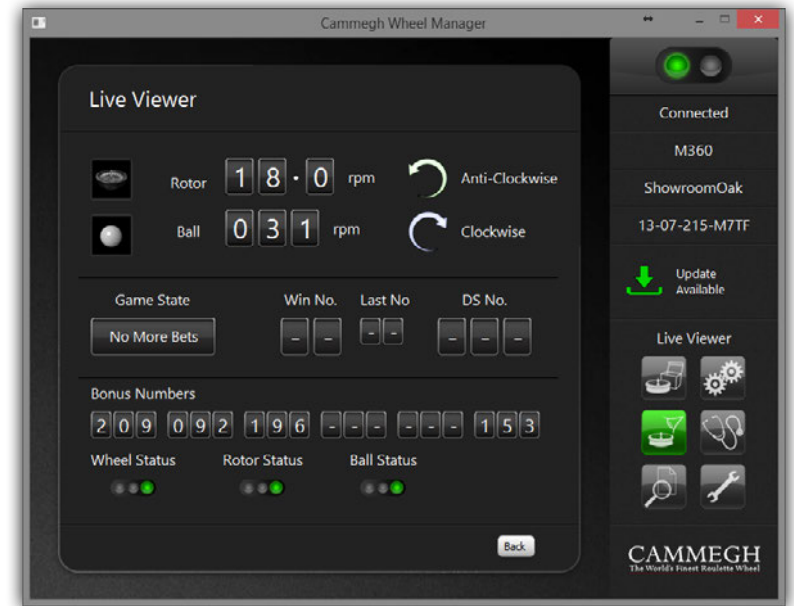 Cammegh Wheel Manager
Live Viewer
Rotor 18.0 rpm Anti-Clockwise
Ball 031 rpm Clockwise
Game State Win No. Last No DS No.
No More Bets -- -- ---
Bonus Numbers
209 092 196 --- --- 153
Wheel Status Rotor Status Ball Status
Back
Connected
M360
ShowroomOak
13-07-215-M7TF
Update
Available
Live Viewer
CAMMEGH
The World's Finest Roulette Wheel